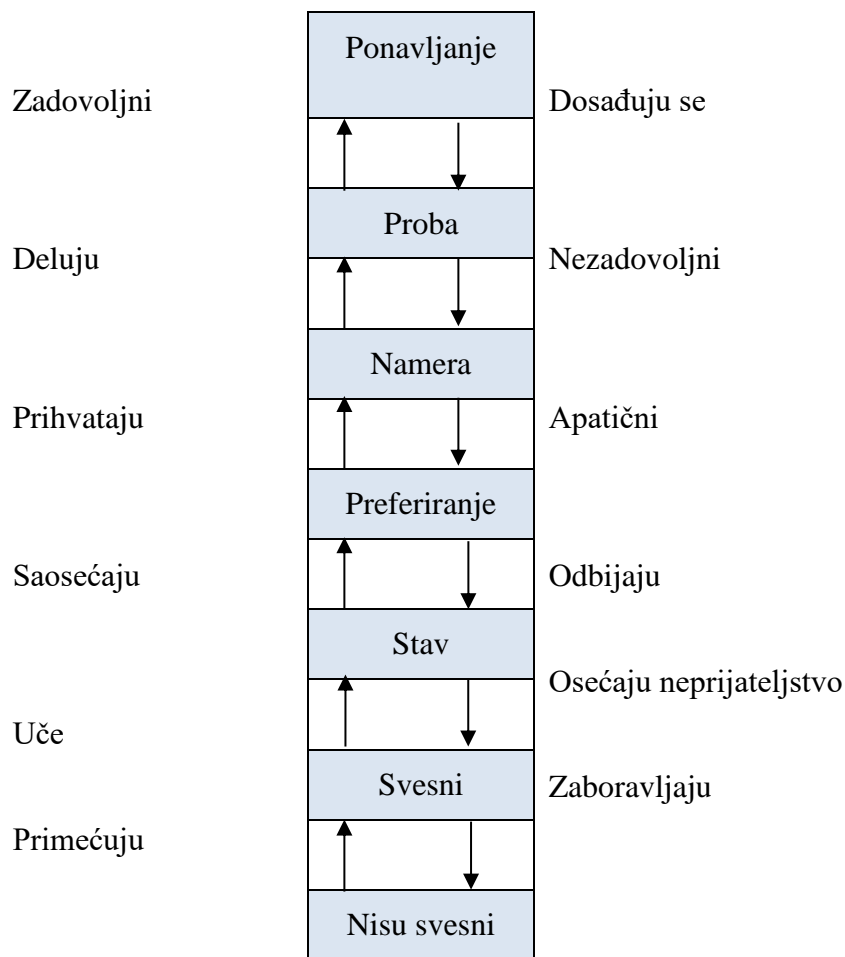 Ponavljanje
Zadovoljni
Dosađuju se
Proba
Deluju
Nezadovoljni
Namera
Prihvataju
Apatični
Preferiranje
Saosećaju
Odbijaju
Stav
Osećaju neprijateljstvo
Uče
Svesni
Zaboravljaju
Primećuju
Nisu svesni